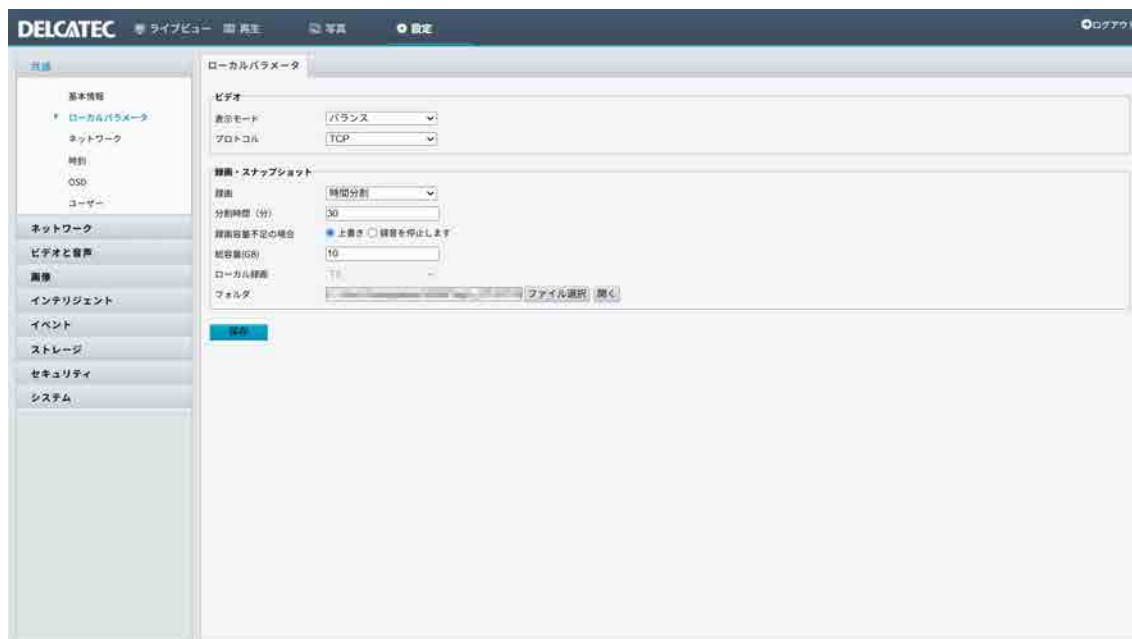 DELCATEC ライブビュー 再生 写真 設定 ログアウト
共通
基本情報
ローカルパラメータ
ネットワーク
時刻
OSD
ユーザー
ネットワーク
ビデオと音声
画像
インテリジェント
イベント
ストレージ
セキュリティ
システム
ローカルパラメータ
ビデオ
表示モード バランス
プロトコル TCP
録画・スナップショット
録画 時間分割
分割時間（分） 30
録画容量不足の場合 上書き 録音を停止します
総容量(GB) 10
ローカル録画
フォルダ ファイル選択 開く
保存